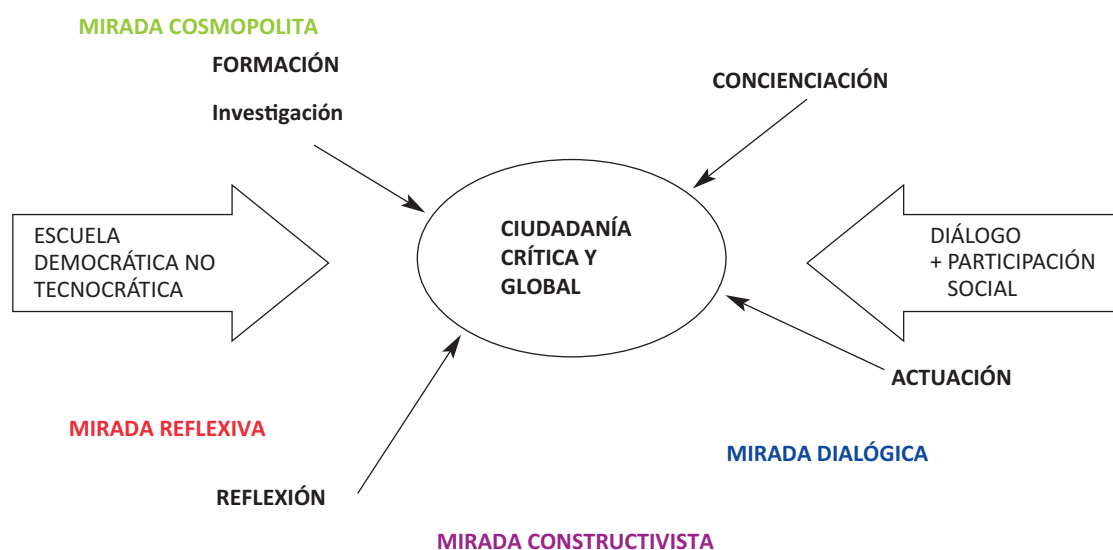 MIRADA COSMOPOLITA
FORMACIÓN
Investigación
CONCIENCIACIÓN
ESCUELA
DEMOCRÁTICA NO
TECNOCRÁTICA
CIUDADANÍA
CRÍTICA Y
GLOBAL
DIÁLOGO
+ PARTICIPACIÓN
SOCIAL
ACTUACIÓN
MIRADA REFLEXIVA
MIRADA DIALÓGICA
REFLEXIÓN
MIRADA CONSTRUCTIVISTA